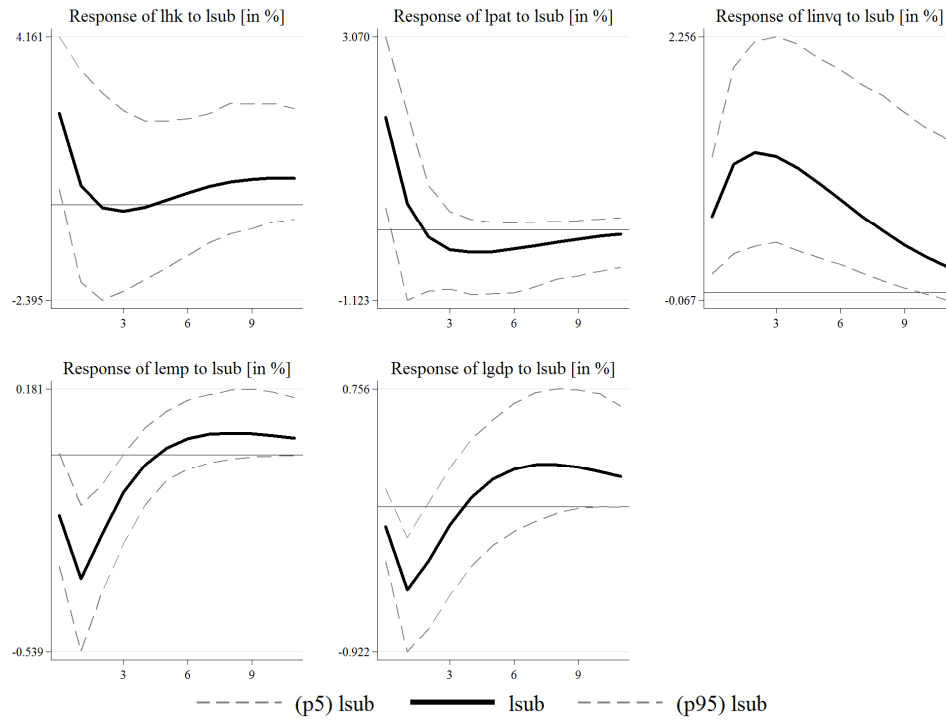 Response of lhk to lsub [in %]
4.161
-2.395
3 6 9
Response of lpat to lsub [in %]
3.070
-1.123
3 6 9
Response of linvq to lsub [in %]
2.256
-0.067
3 6 9
Response of lemp to lsub [in %]
0.181
-0.539
3 6 9
Response of lgdp to lsub [in %]
0.756
-0.922
3 6 9
(p5) lsub lsub (p95) lsub